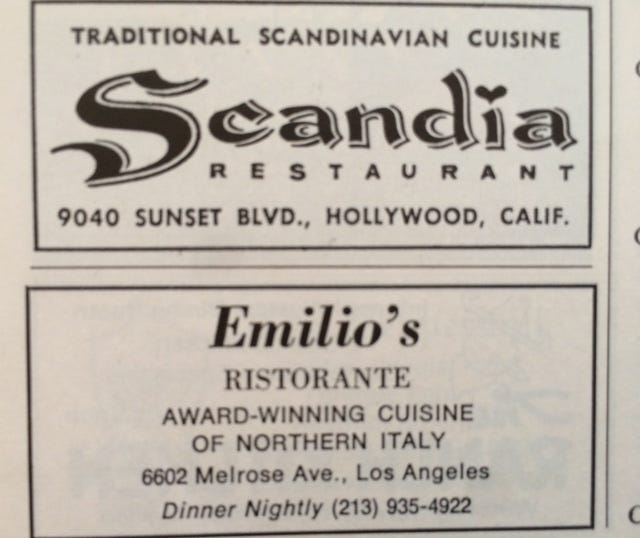 TRADITIONAL SCANDINAVIAN CUISINE
Scandia
RESTAURANT
9040 SUNSET BLVD., HOLLYWOOD, CALIF.
Emilio's
RISTORANTE
AWARD-WINNING CUISINE
OF NORTHERN ITALY
6602 Melrose Ave., Los Angeles
Dinner Nightly (213) 935-4922